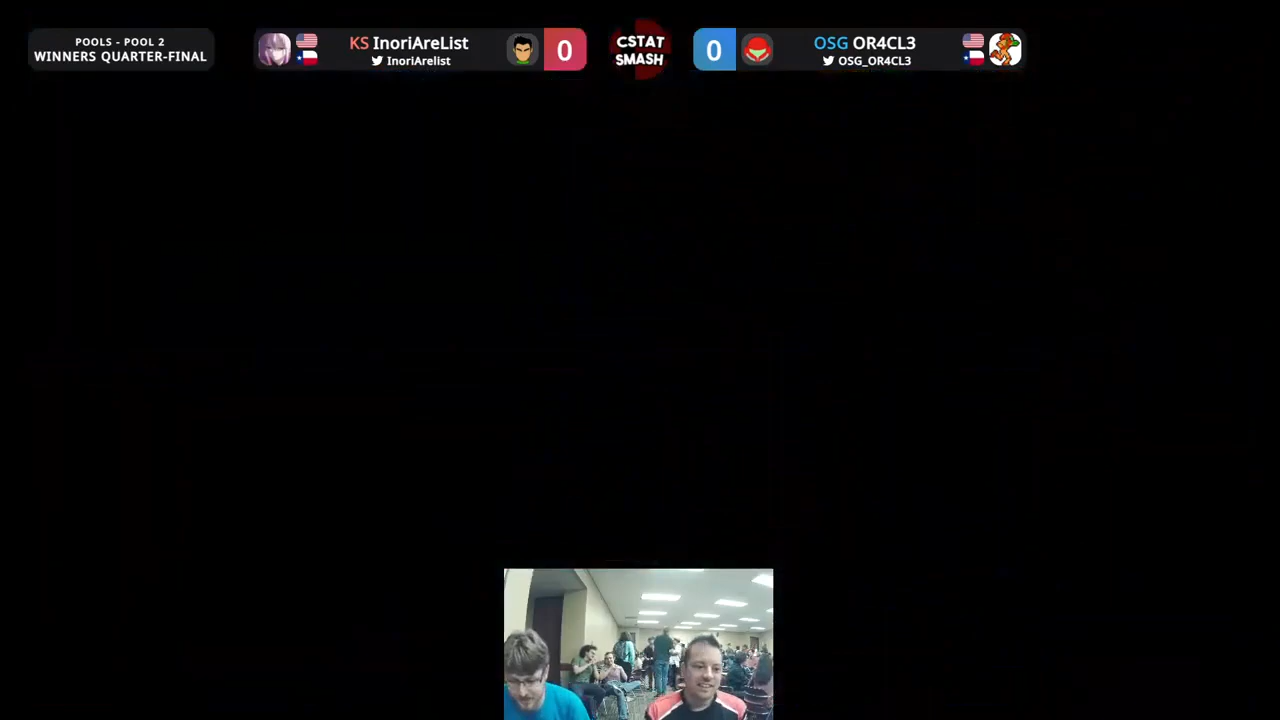 POOLS - POOL 2
WINNERS QUARTER-FINAL
KS InoriAreList
InoriArelist
0
CSTAT
SMASH
0
OSG OR4CL3
OSG_OR4CL3